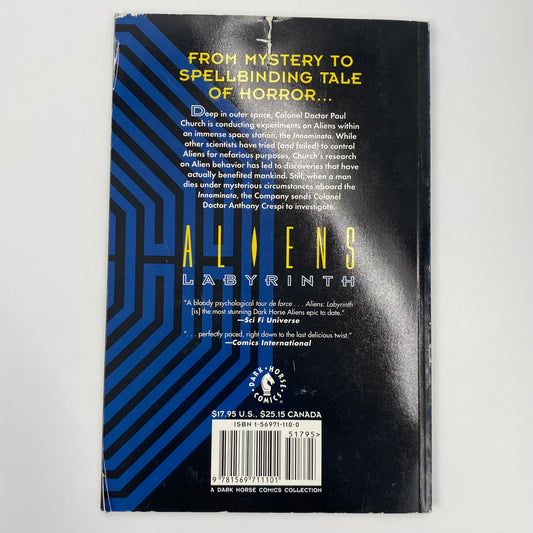 FROM MYSTERY TO
SPELLBINDING TALE
OF HORROR...
Deep in outer space, Colonel Doctor Paul
Church is conducting experiments on Aliens within
an immense space station, the Innominata. While
other scientists have tried (and failed) to control
Aliens for nefarious purposes, Church's research
on Alien behavior has led to discoveries that have
actually benefited mankind. Still, when a man
dies under mysterious circumstances aboard the
Innominata, the Company sends Colonel
Doctor Anthony Crespi to investigate.
ALIENS
LABYRINTH
"A bloody psychological tour de force . . . Aliens: Labyrinth
[is] the most stunning Dark Horse Aliens epic to date."
—Sci Fi Universe
". . . perfectly paced, right down to the last delicious twist."
—Comics International
DARK HORSE
COMICS
$17.95 U.S., $25.15 CANADA
ISBN 1-56971-110-0
51795>
9 781569 711101
A DARK HORSE COMICS COLLECTION